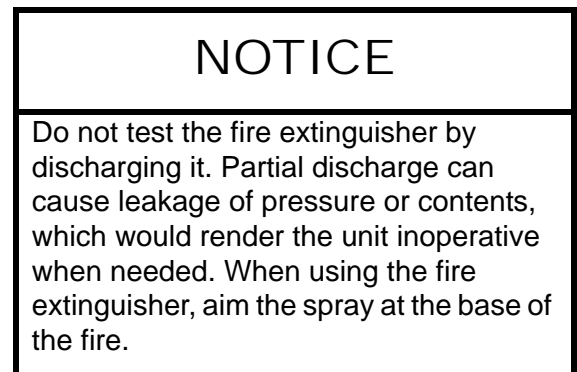 NOTICE
Do not test the fire extinguisher by
discharging it. Partial discharge can
cause leakage of pressure or contents,
which would render the unit inoperative
when needed. When using the fire
extinguisher, aim the spray at the base of
the fire.